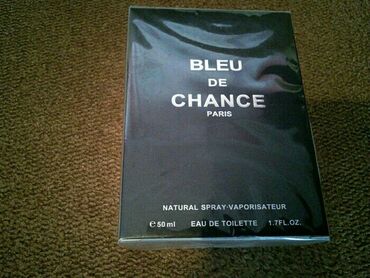 BLEU
DE
CHANCE
PARIS
NATURAL SPRAY-VAPORISATEUR
℮ 50 ml EAU DE TOILETTE 1.7FL.OZ.